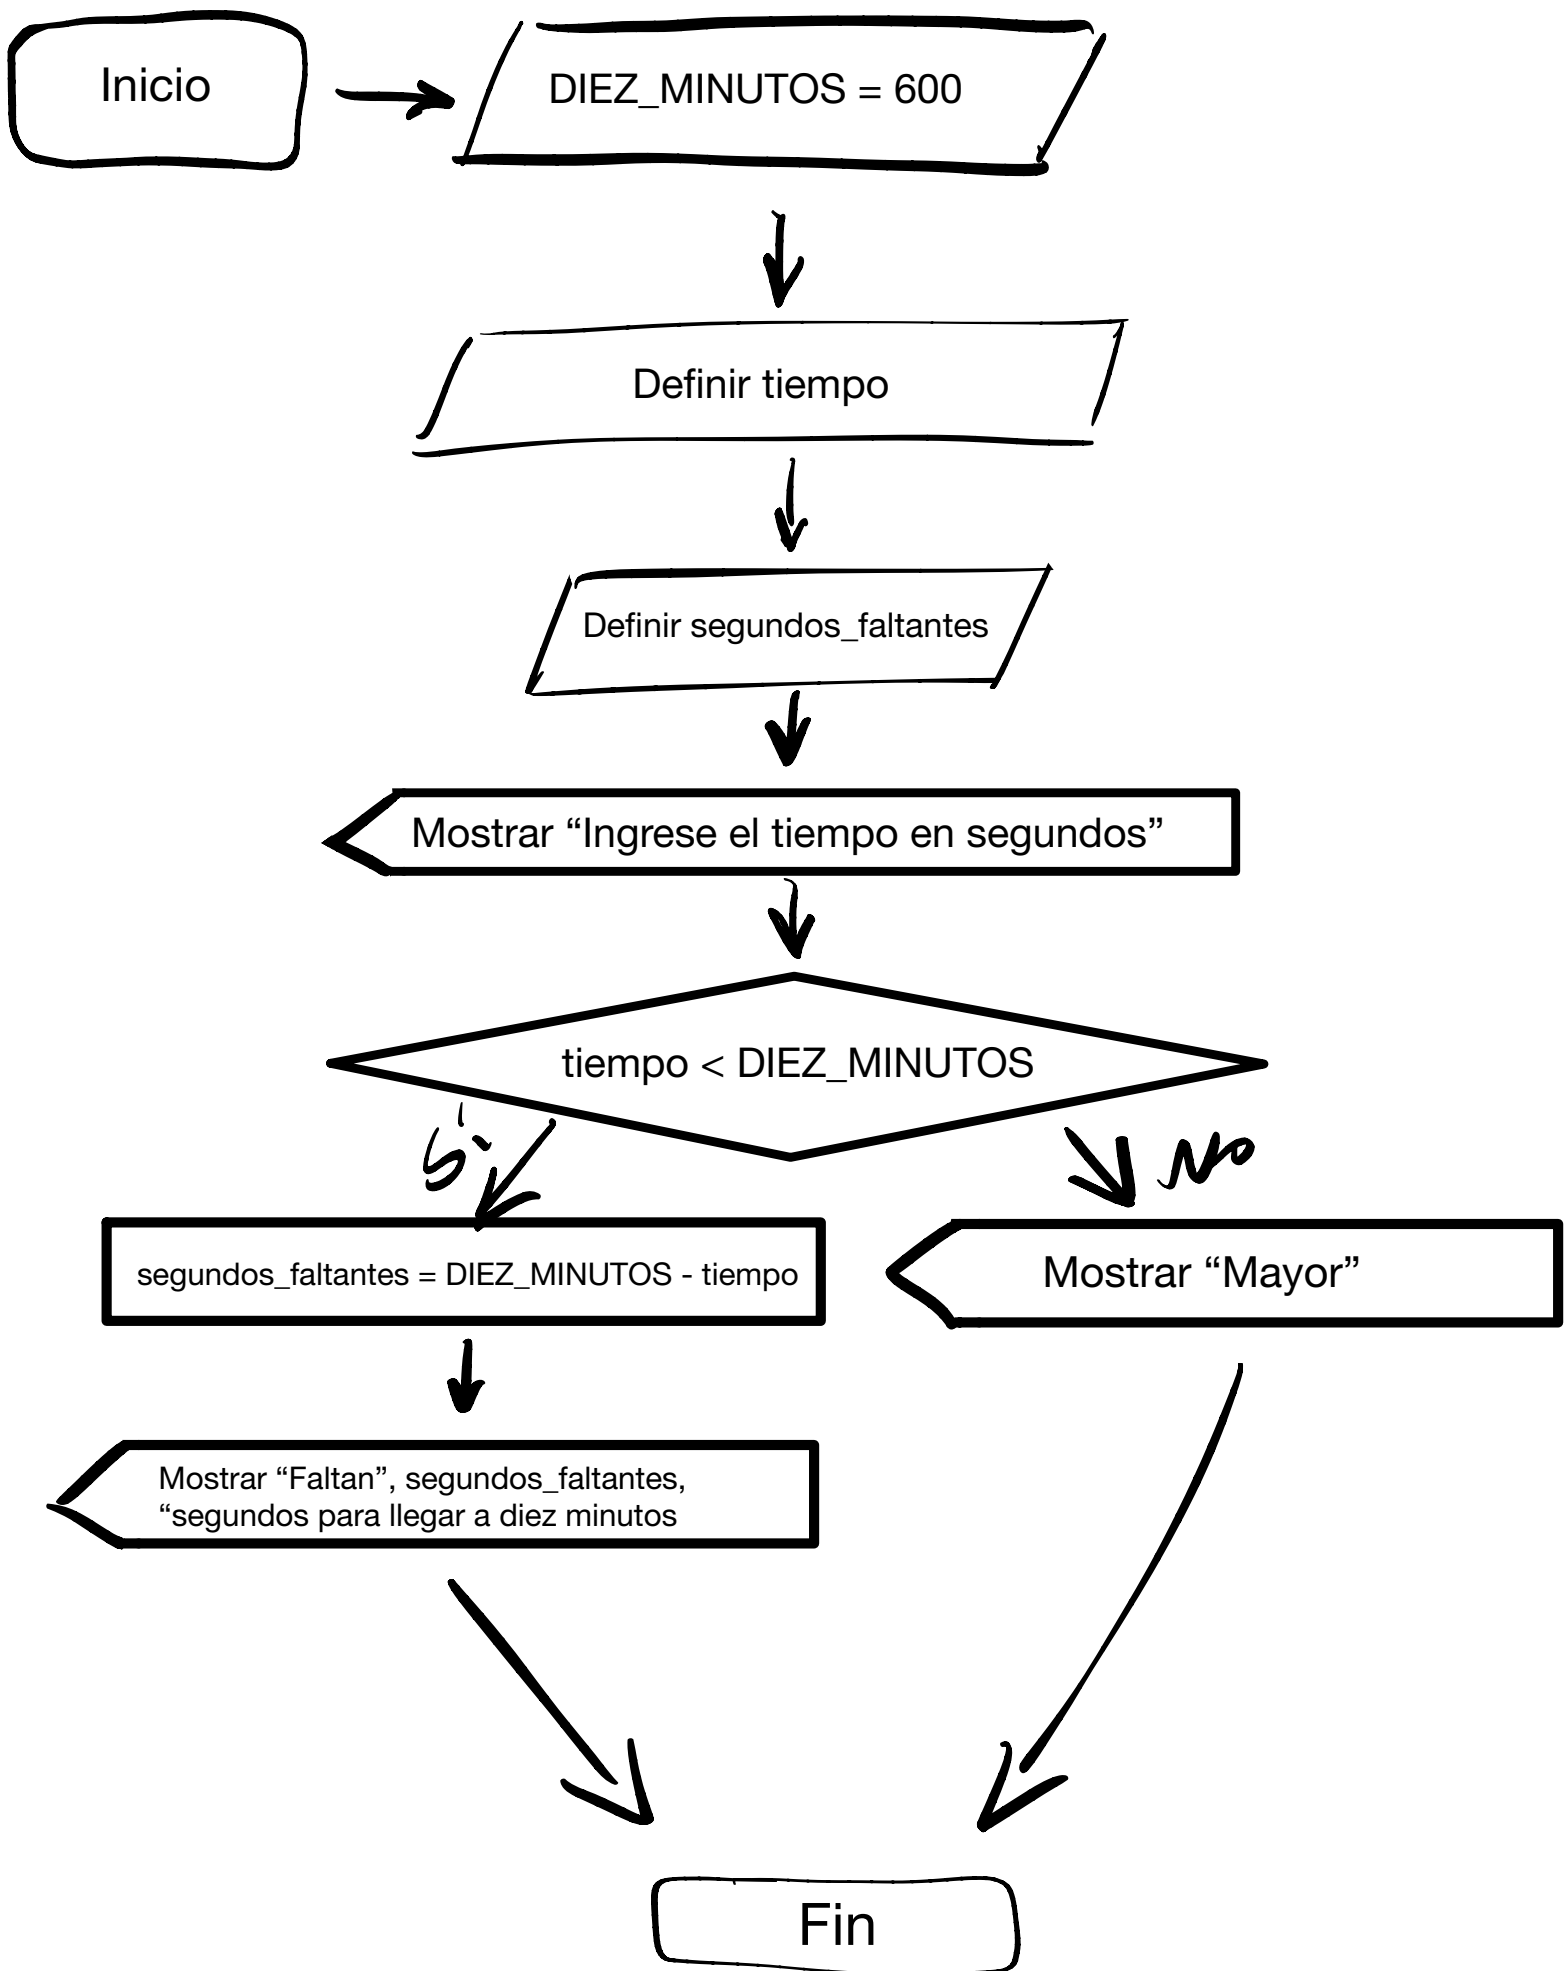 Inicio
DIEZ_MINUTOS = 600
Definir tiempo
Definir segundos_faltantes
Mostrar “Ingrese el tiempo en segundos”
tiempo < DIEZ_MINUTOS
Si
No
segundos_faltantes = DIEZ_MINUTOS - tiempo
Mostrar “Mayor”
Mostrar “Faltan”, segundos_faltantes,
“segundos para llegar a diez minutos
Fin